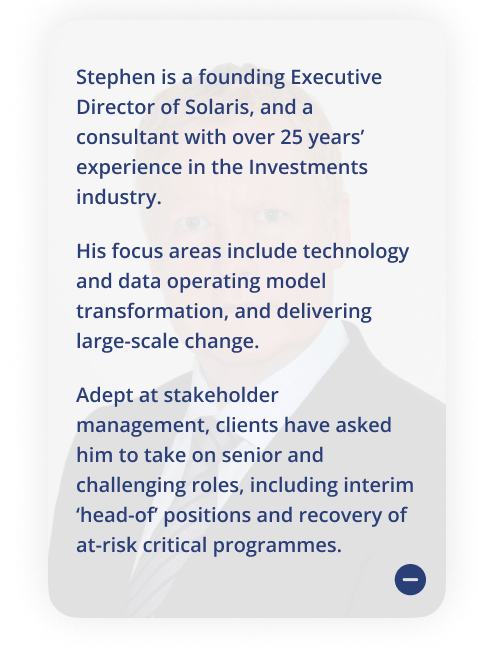 Stephen is a founding Executive
Director of Solaris, and a
consultant with over 25 years’
experience in the Investments
industry.
His focus areas include technology
and data operating model
transformation, and delivering
large-scale change.
Adept at stakeholder
management, clients have asked
him to take on senior and
challenging roles, including interim
‘head-of’ positions and recovery of
at-risk critical programmes.